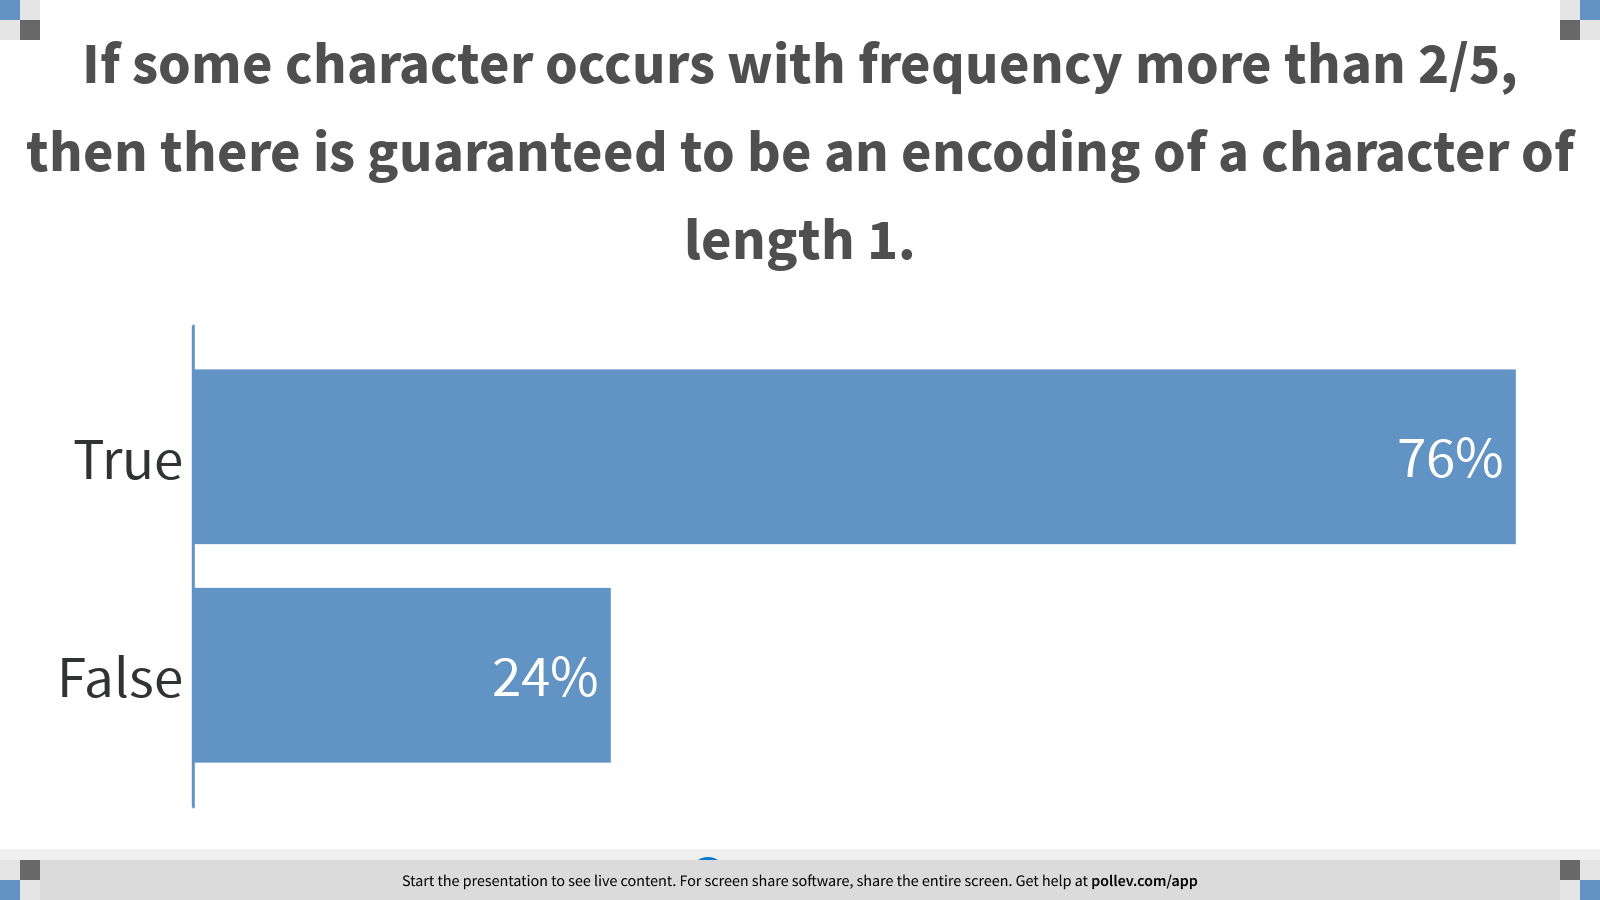 If some character occurs with frequency more than 2/5,
then there is guaranteed to be an encoding of a character of
length 1.
True
76%
False
24%
Start the presentation to see live content. For screen share software, share the entire screen. Get help at pollev.com/app